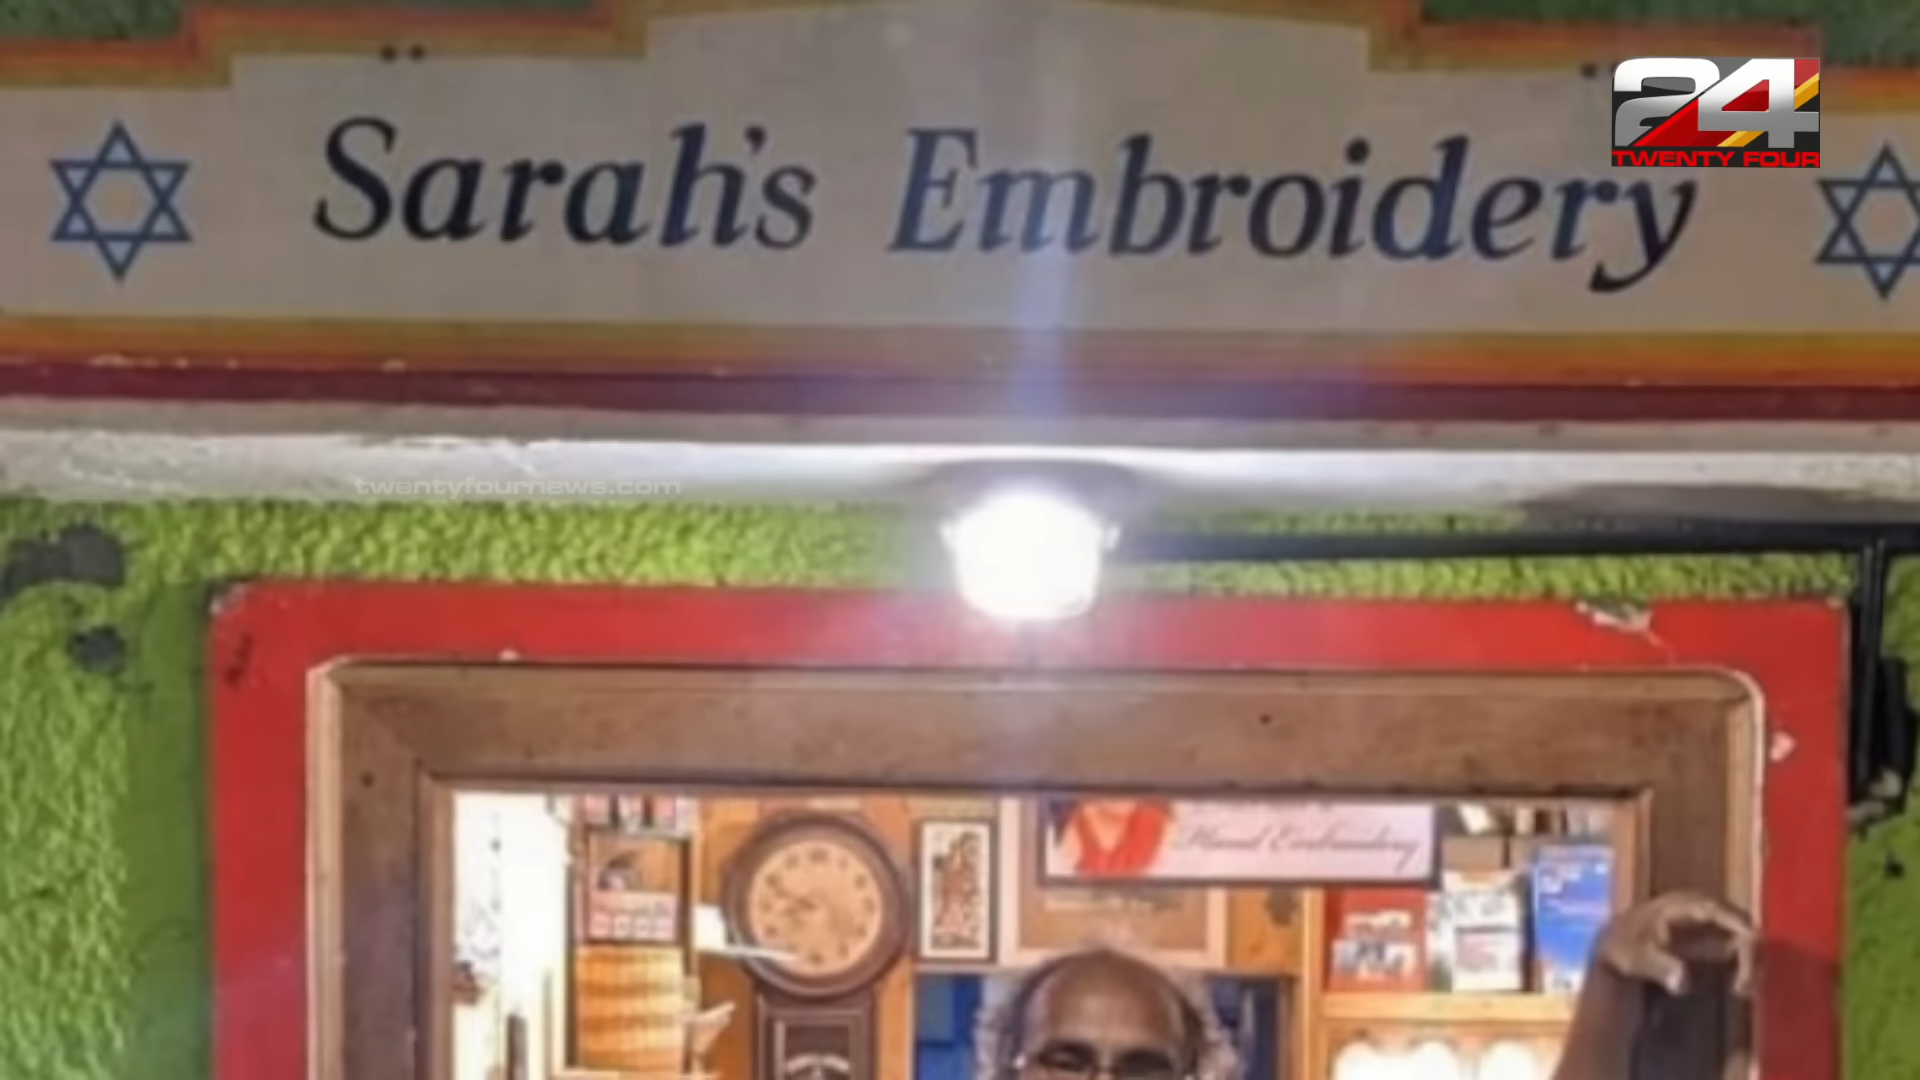 Sarah's Embroidery
24
TWENTY FOUR
twentyfournews.com
Hand Embroidery